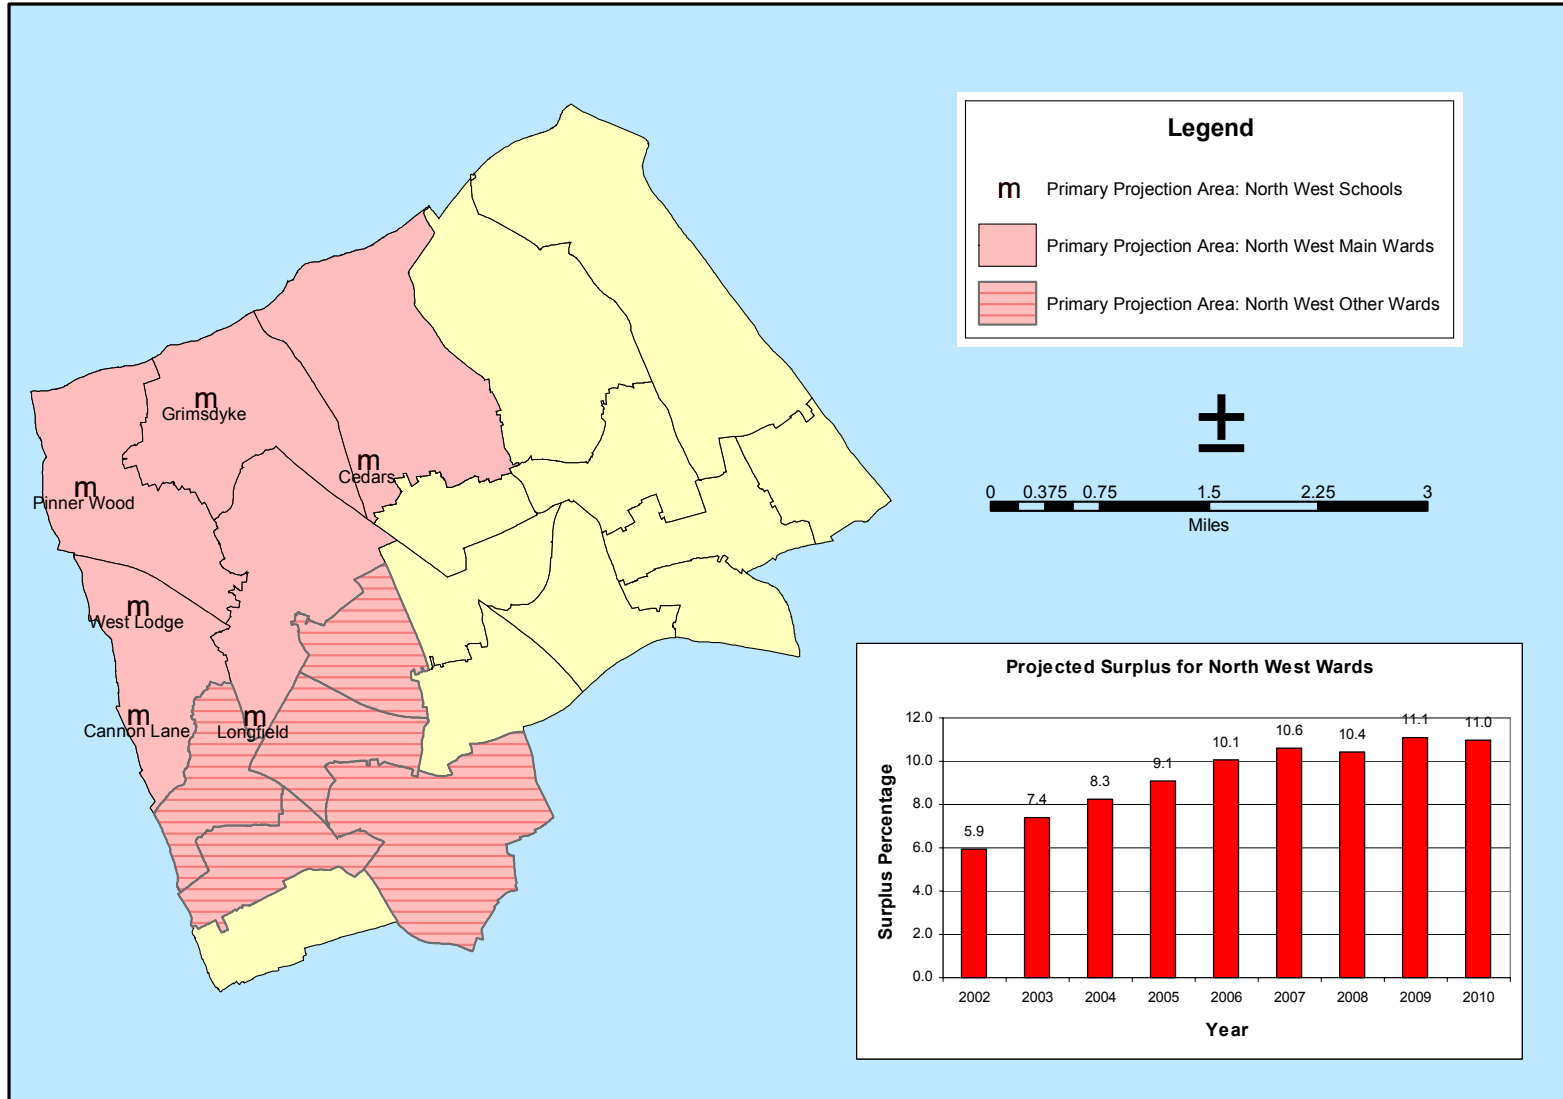 Legend
m Primary Projection Area: North West Schools
Primary Projection Area: North West Main Wards
Primary Projection Area: North West Other Wards
m
Grimsdyke
m
Cedars
m
Pinner Wood
m
West Lodge
m
Cannon Lane
m
Longfield
±
0 0.375 0.75 1.5 2.25 3
Miles
Projected Surplus for North West Wards
Surplus Percentage
12.0
10.0
8.0
6.0
4.0
2.0
0.0
5.9 7.4 8.3 9.1 10.1 10.6 10.4 11.1 11.0
2002 2003 2004 2005 2006 2007 2008 2009 2010
Year